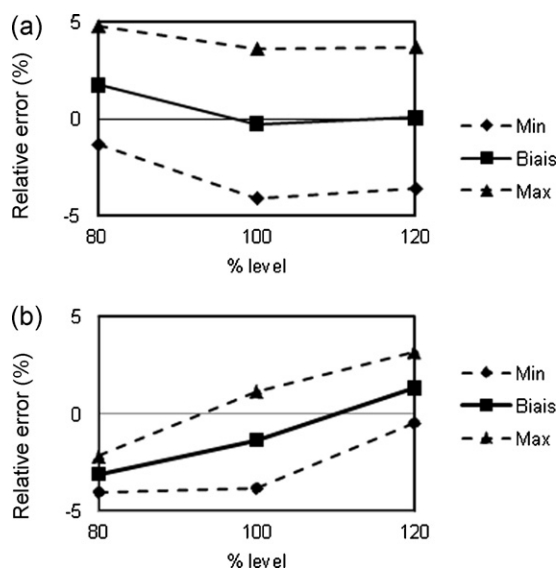 (a)
Relative error (%)
5
0
-5
80
100
120
% level
Min
Biais
Max
(b)
Relative error (%)
5
0
-5
80
100
120
% level
Min
Biais
Max